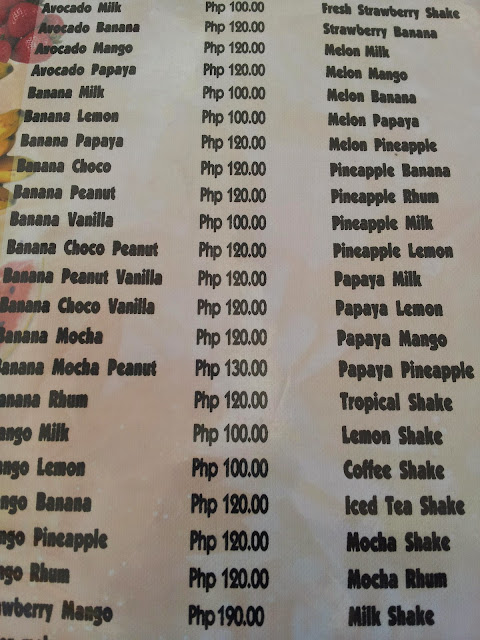 Avocado Milk Php 100.00
Avocado Banana Php 120.00
Avocado Mango Php 120.00
Avocado Papaya Php 120.00
Banana Milk Php 100.00
Banana Lemon Php 100.00
Banana Papaya Php 120.00
Banana Choco Php 120.00
Banana Peanut Php 120.00
Banana Vanilla Php 100.00
Banana Choco Peanut Php 120.00
Banana Peanut Vanilla Php 120.00
Banana Choco Vanilla Php 120.00
Banana Mocha Php 120.00
anana Mocha Peanut Php 130.00
anana Rhum Php 120.00
ango Milk Php 100.00
ngo Lemon Php 100.00
ngo Banana Php 120.00
ngo Pineapple Php 120.00
ngo Rhum Php 120.00
awberry Mango Php 190.00
Fresh Strawberry Shake
Strawberry Banana
Melon Milk
Melon Mango
Melon Banana
Melon Papaya
Melon Pineapple
Pineapple Banana
Pineapple Rhum
Pineapple Milk
Pineapple Lemon
Papaya Milk
Papaya Lemon
Papaya Mango
Papaya Pineapple
Tropical Shake
Lemon Shake
Coffee Shake
Iced Tea Shake
Mocha Shake
Mocha Rhum
Milk Shake